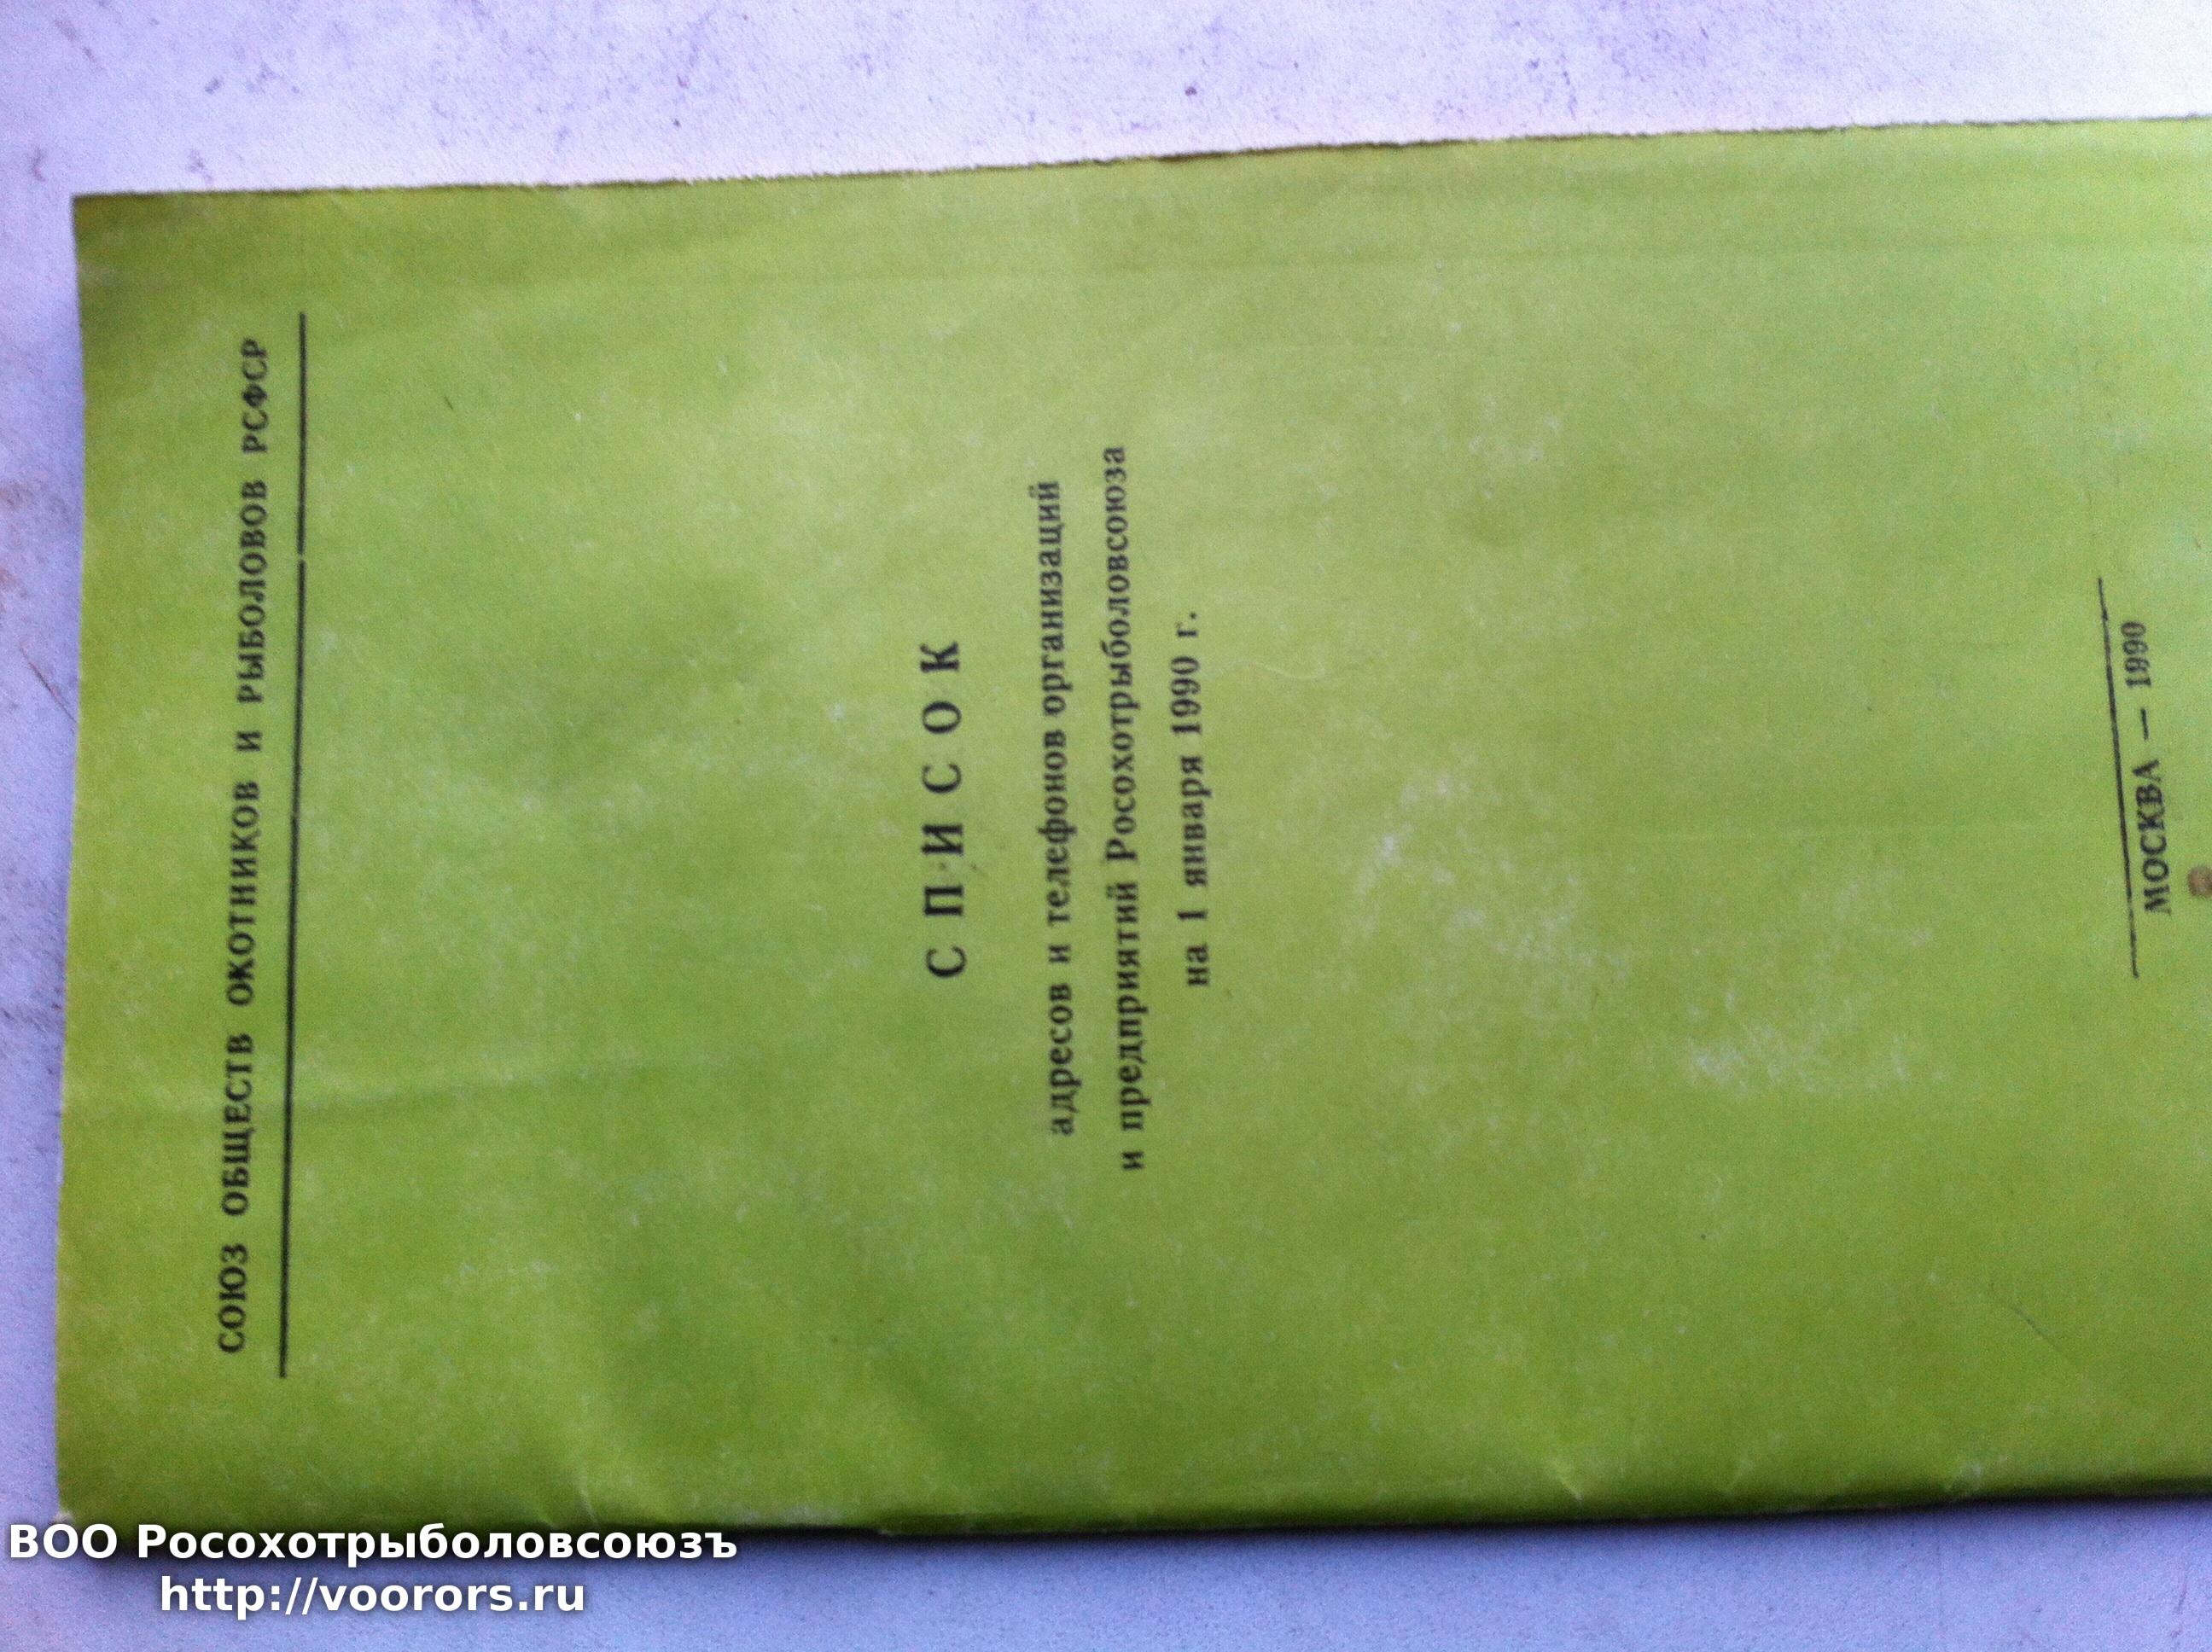 СОЮЗ ОБЩЕСТВ ОХОТНИКОВ И РЫБОЛОВОВ РСФСР
СПИСОК
адресов и телефонов организаций
и предприятий Росохотрыболовсоюза
на 1 января 1990 г.
МОСКВА — 1990
ВОО Росохотрыболовсоюзъ
http://voorors.ru